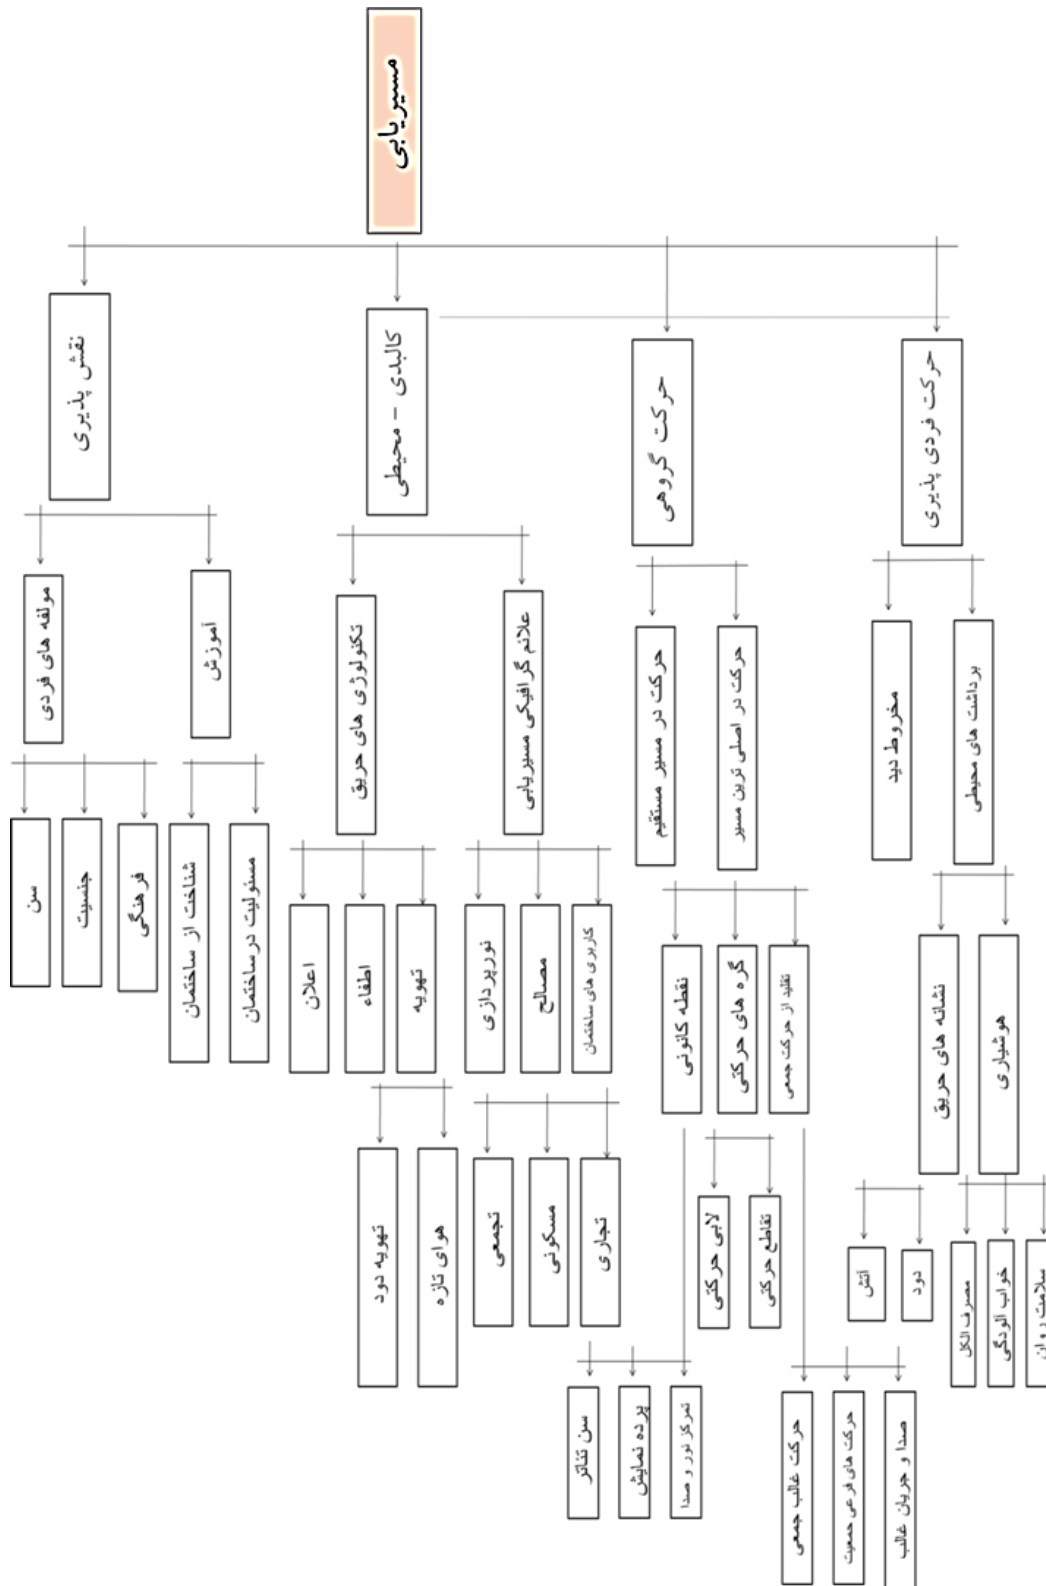 مسیریابی
حرکت فردی پذیری
حرکت گروهی
کالبدی - محیطی
نقش پذیری
برداشت های محیطی
مخروط دید
حرکت در اصلی ترین مسیر
حرکت در مسیر مستقیم
علائم گرافیکی مسیریابی
تکنولوژی های حریق
آموزش
مولفه های فردی
هوشیاری
نشانه های حریق
تقلید از حرکت جمعی
گره های حرکتی
نقطه کانونی
کاربری های ساختمان
مصالح
نورپردازی
تهویه
اطفاء
اعلان
مسئولیت درساختمان
شناخت از ساختمان
فرهنگی
جنسیت
سن
سلامت روان
خواب آلودگی
مصرف الکل
دود
آتش
تقاطع حرکتی
لابی حرکتی
تجاری
مسکونی
تجمعی
هوای تازه
تهویه دود
صدا و جریان غالب
حرکت های فرعی جمعیت
حرکت غالب جمعی
تمرکز نور و صدا
پرده نمایش
سن تئاتر